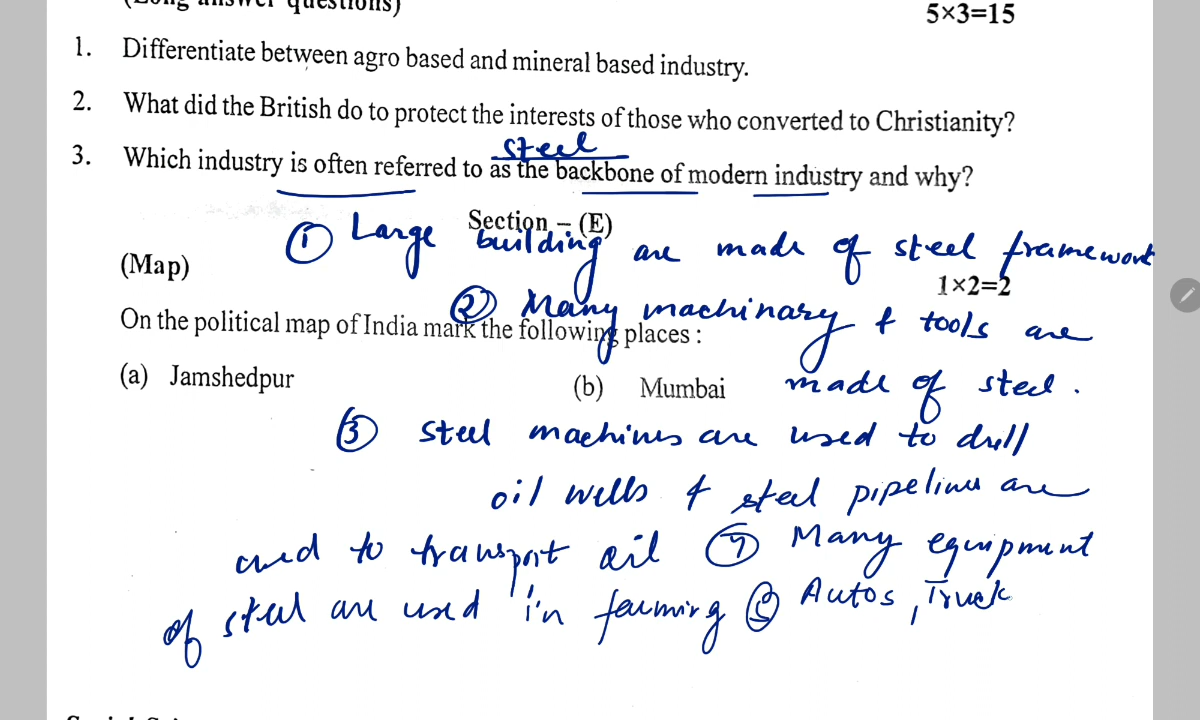 (Long answer questions)
5×3=15
1. Differentiate between agro based and mineral based industry.
2. What did the British do to protect the interests of those who converted to Christianity?
steel
3. Which industry is often referred to as the backbone of modern industry and why?
Section – (E)
① Large building are made of steel framework
(Map)
1×2=2
② Many machinary & tools are
On the political map of India mark the following places :
made of steel.
(a) Jamshedpur (b) Mumbai
③ steel machines are used to drill
oil wells & steel pipelines are
used to transport oil ④ Many equipment
of steel are used in farming ⑤ Autos, Truck